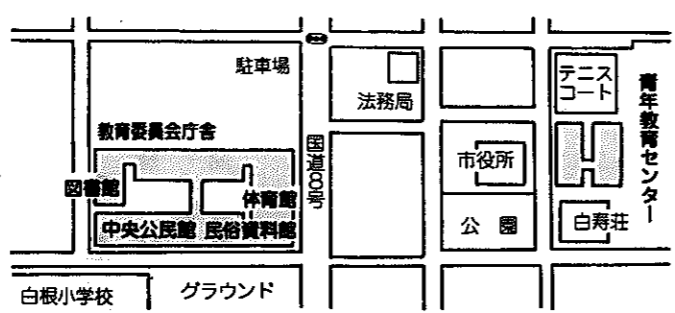 駐車場
法務局
テニス
コート
青年教育センター
教育委員会庁舎
国道8号
市役所
図書館
体育館
中央公民館
民俗資料館
公園
白寿荘
白根小学校
グラウンド